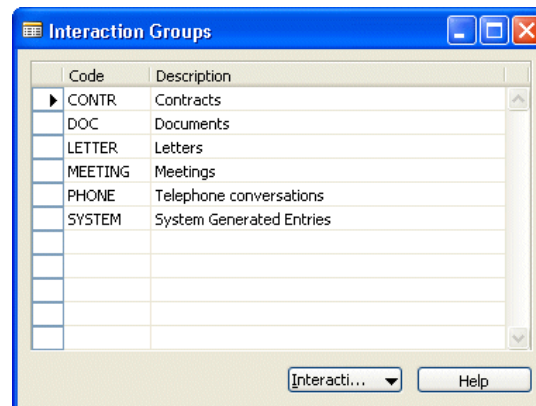 Interaction Groups
Code Description
CONTR Contracts
DOC Documents
LETTER Letters
MEETING Meetings
PHONE Telephone conversations
SYSTEM System Generated Entries
Interacti... Help